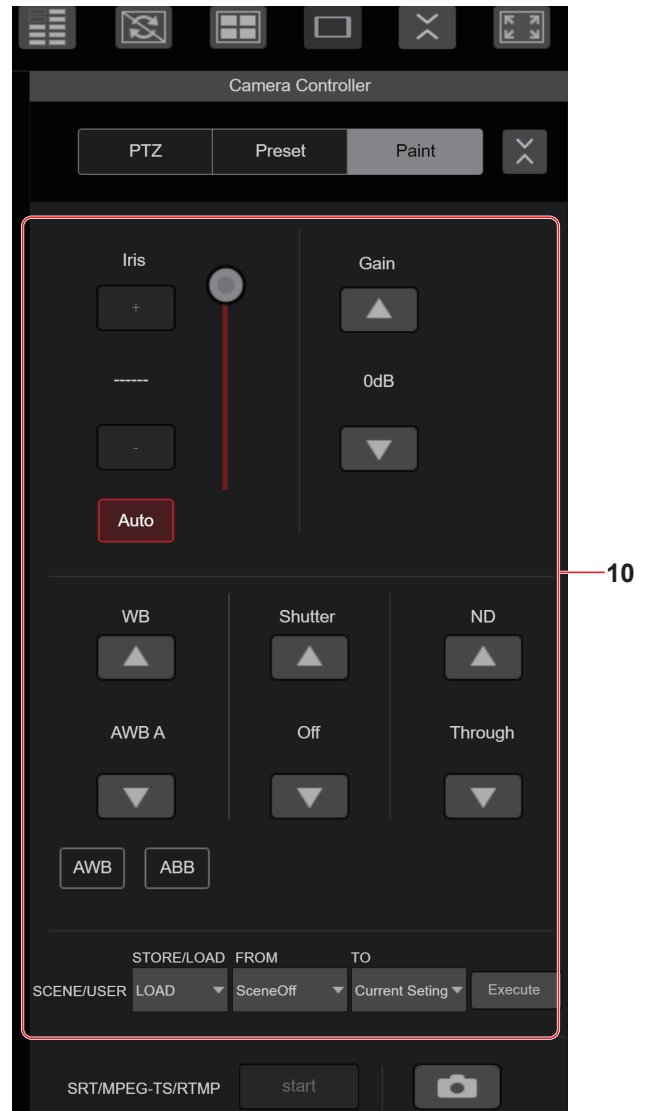 Camera Controller
PTZ Preset Paint
Iris Gain
+
------ 0dB
-
Auto
10
WB Shutter ND
AWB A Off Through
AWB ABB
STORE/LOAD FROM TO
SCENE/USER LOAD SceneOff Current Seting Execute
SRT/MPEG-TS/RTMP start